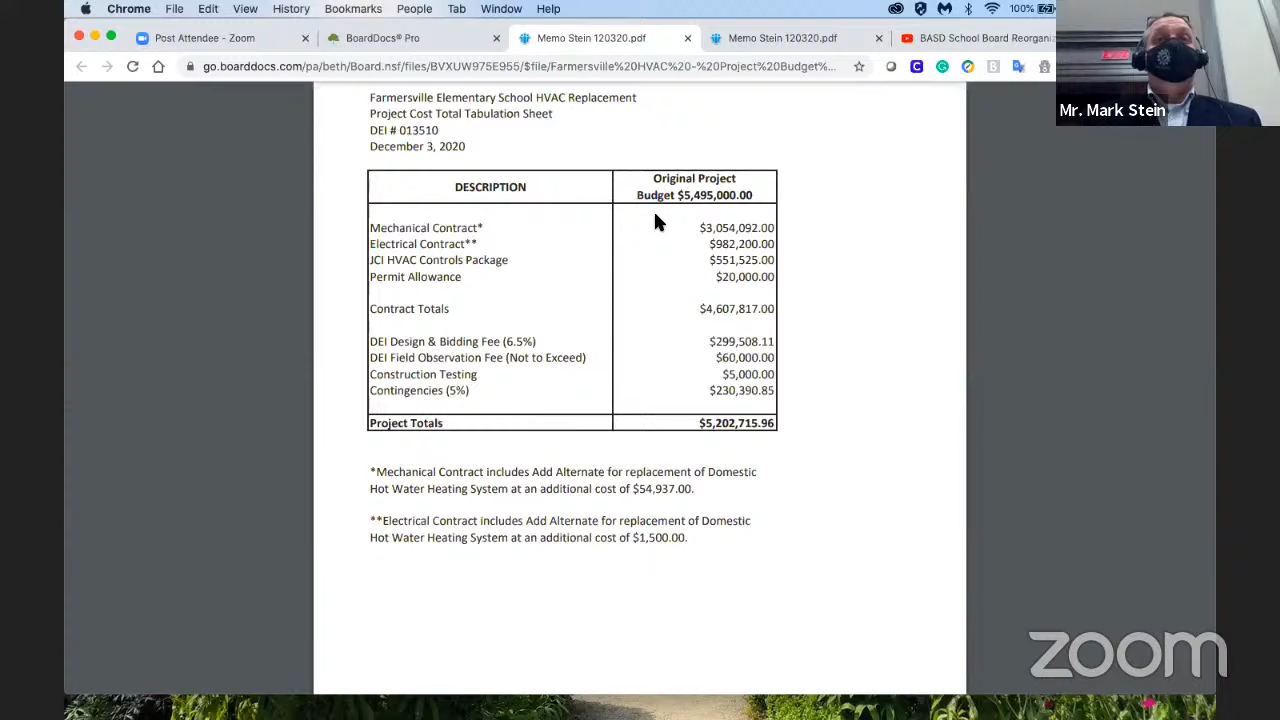 Chrome File Edit View History Bookmarks People Tab Window Help 100%
Post Attendee - Zoom
BoardDocs® Pro
Memo Stein 120320.pdf
Memo Stein 120320.pdf
BASD School Board Reorganiz
go.boarddocs.com/pa/beth/Board.nsf/files/BVXUW975E955/$file/Farmersville%20HVAC%20-%20Project%20Budget%...
Mr. Mark Stein
Farmersville Elementary School HVAC Replacement
Project Cost Total Tabulation Sheet
DEI # 013510
December 3, 2020
DESCRIPTION
Original Project
Budget $5,495,000.00
Mechanical Contract* $3,054,092.00
Electrical Contract** $982,200.00
JCI HVAC Controls Package $551,525.00
Permit Allowance $20,000.00
Contract Totals $4,607,817.00
DEI Design & Bidding Fee (6.5%) $299,508.11
DEI Field Observation Fee (Not to Exceed) $60,000.00
Construction Testing $5,000.00
Contingencies (5%) $230,390.85
Project Totals $5,202,715.96
*Mechanical Contract includes Add Alternate for replacement of Domestic
Hot Water Heating System at an additional cost of $54,937.00.
**Electrical Contract includes Add Alternate for replacement of Domestic
Hot Water Heating System at an additional cost of $1,500.00.
zoom